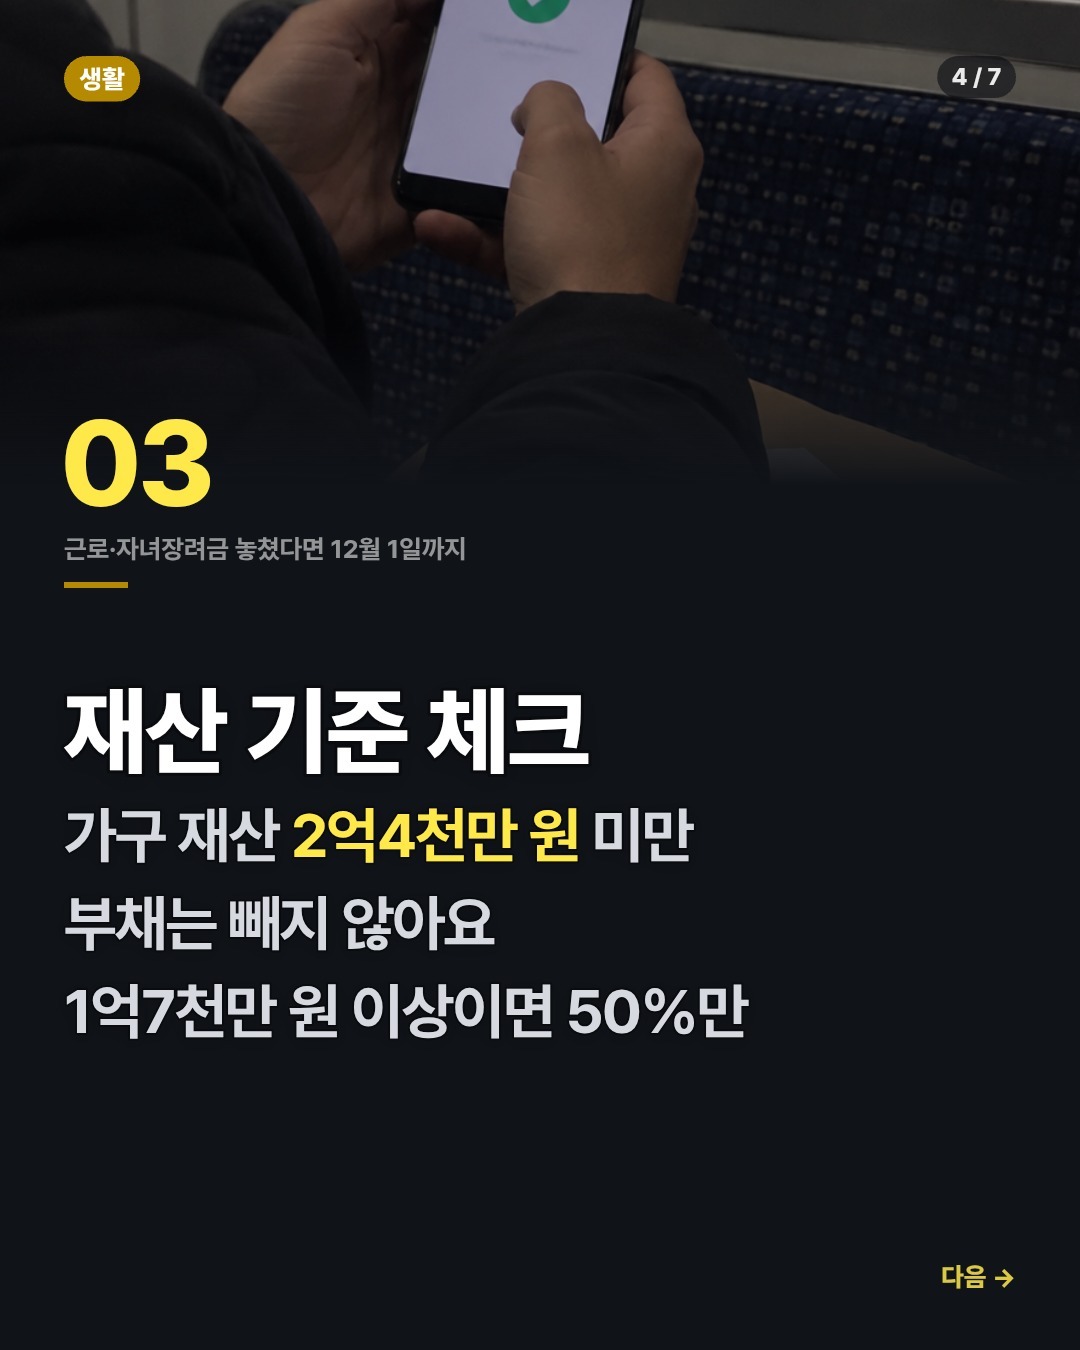 생활
4 / 7
03
근로·자녀장려금 놓쳤다면 12월 1일까지
재산 기준 체크
가구 재산 2억4천만 원 미만
부채는 빼지 않아요
1억7천만 원 이상이면 50%만
다음 →